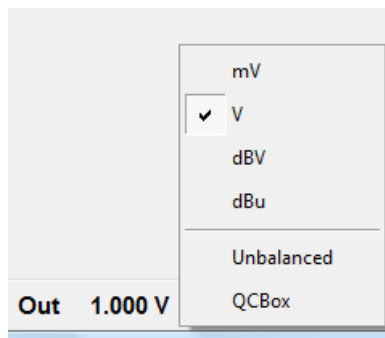 mV
V
dBV
dBu
Unbalanced
QCBox
Out 1.000 V